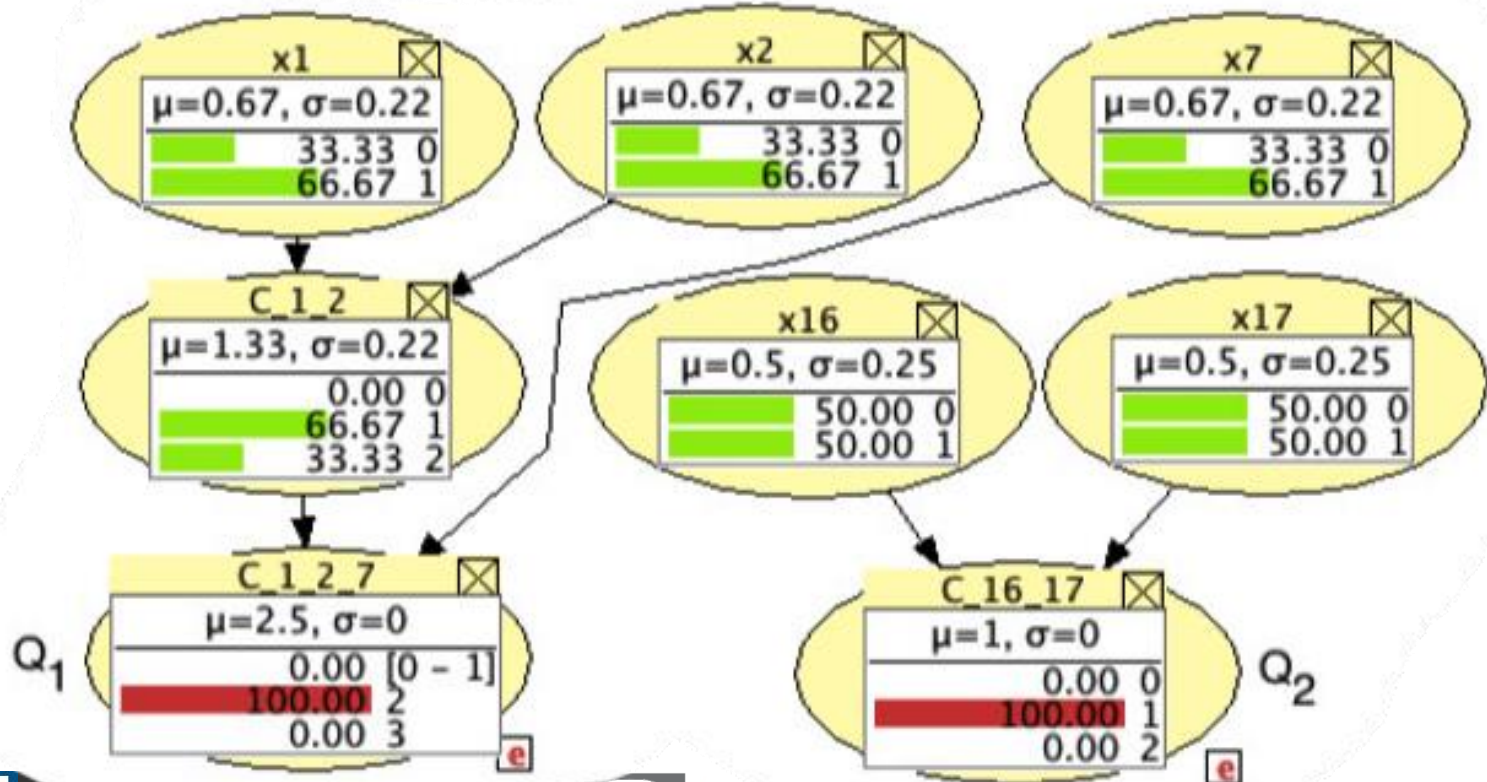 x1
μ=0.67, σ=0.22
33.33 0
66.67 1
x2
μ=0.67, σ=0.22
33.33 0
66.67 1
x7
μ=0.67, σ=0.22
33.33 0
66.67 1
C_1_2
μ=1.33, σ=0.22
0.00 0
66.67 1
33.33 2
x16
μ=0.5, σ=0.25
50.00 0
50.00 1
x17
μ=0.5, σ=0.25
50.00 0
50.00 1
Q1
C_1_2_7
μ=2.5, σ=0
0.00 [0 - 1]
100.00 2
0.00 3
e
C_16_17
μ=1, σ=0
0.00 0
100.00 1
0.00 2
e
Q2